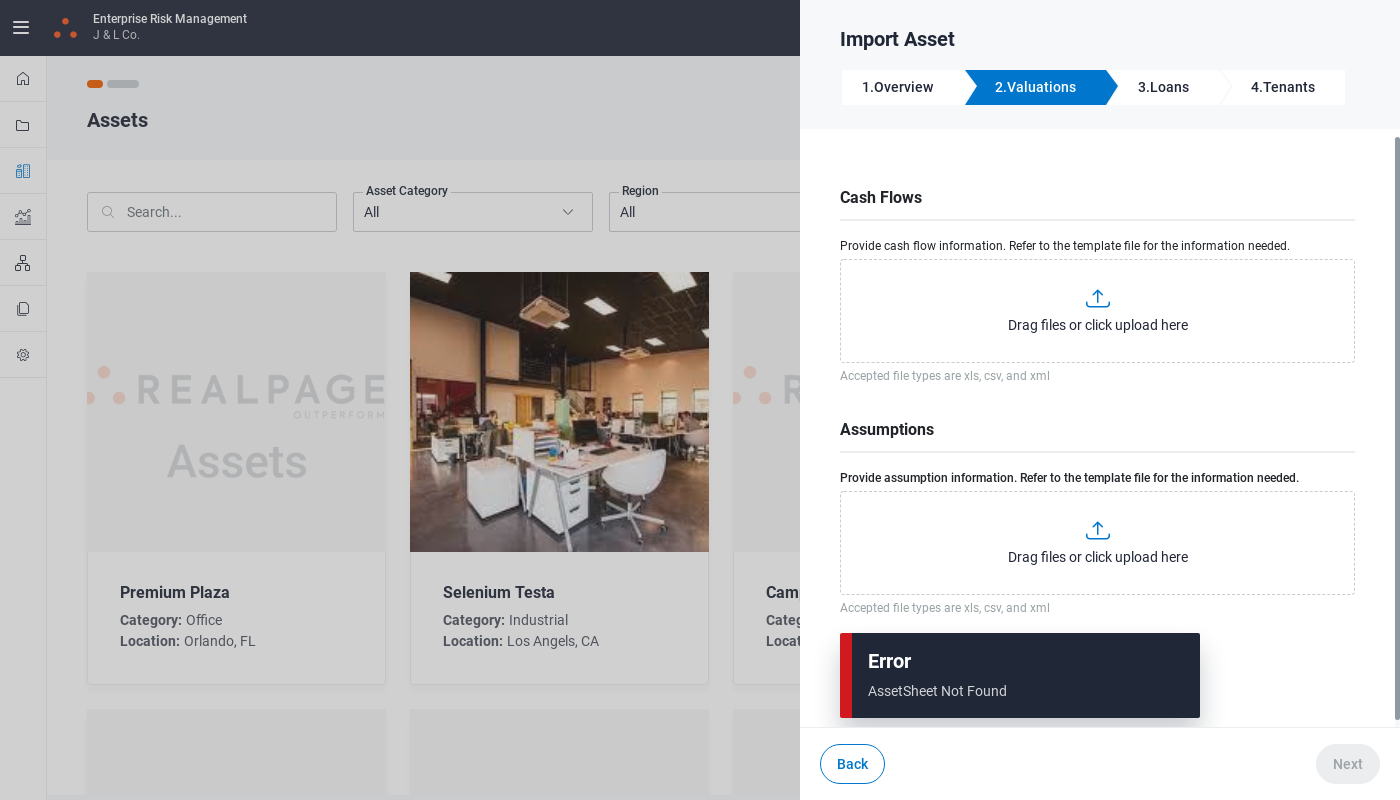 Enterprise Risk Management
J & L Co.
Assets
Search...
Asset Category
All
Region
All
REALPAGE
OUTPERFORM
Assets
Premium Plaza
Category: Office
Location: Orlando, FL
Selenium Testa
Category: Industrial
Location: Los Angels, CA
Import Asset
1.Overview
2.Valuations
3.Loans
4.Tenants
Cash Flows
Provide cash flow information. Refer to the template file for the information needed.
Drag files or click upload here
Accepted file types are xls, csv, and xml
Assumptions
Provide assumption information. Refer to the template file for the information needed.
Drag files or click upload here
Accepted file types are xls, csv, and xml
Error
AssetSheet Not Found
Back
Next